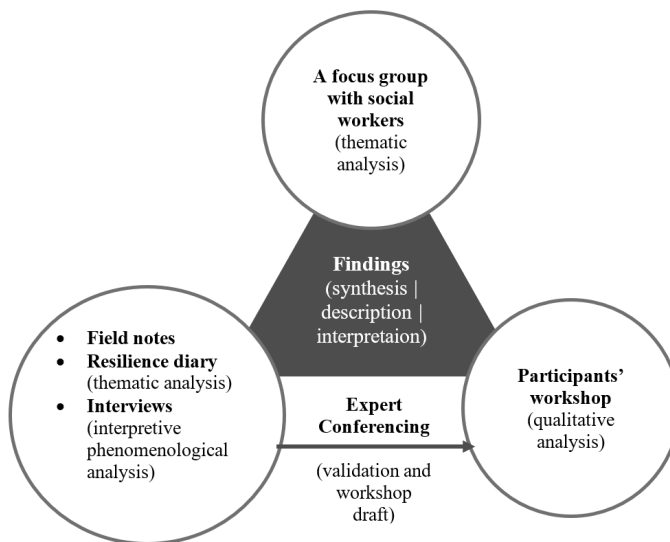 A focus group
with social
workers
(thematic
analysis)
Findings
(synthesis |
description |
interpretaion)
• Field notes
• Resilience diary
(thematic analysis)
• Interviews
(interpretive
phenomenological
analysis)
Expert
Conferencing
(validation and
workshop
draft)
Participants’
workshop
(qualitative
analysis)